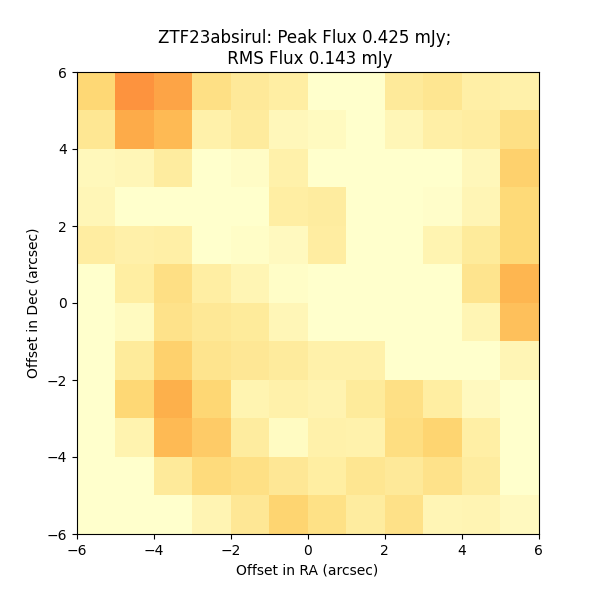 ZTF23absirul: Peak Flux 0.425 mJy;
RMS Flux 0.143 mJy
6
4
2
0
−2
−4
−6
Offset in Dec (arcsec)
−6 −4 −2 0 2 4 6
Offset in RA (arcsec)